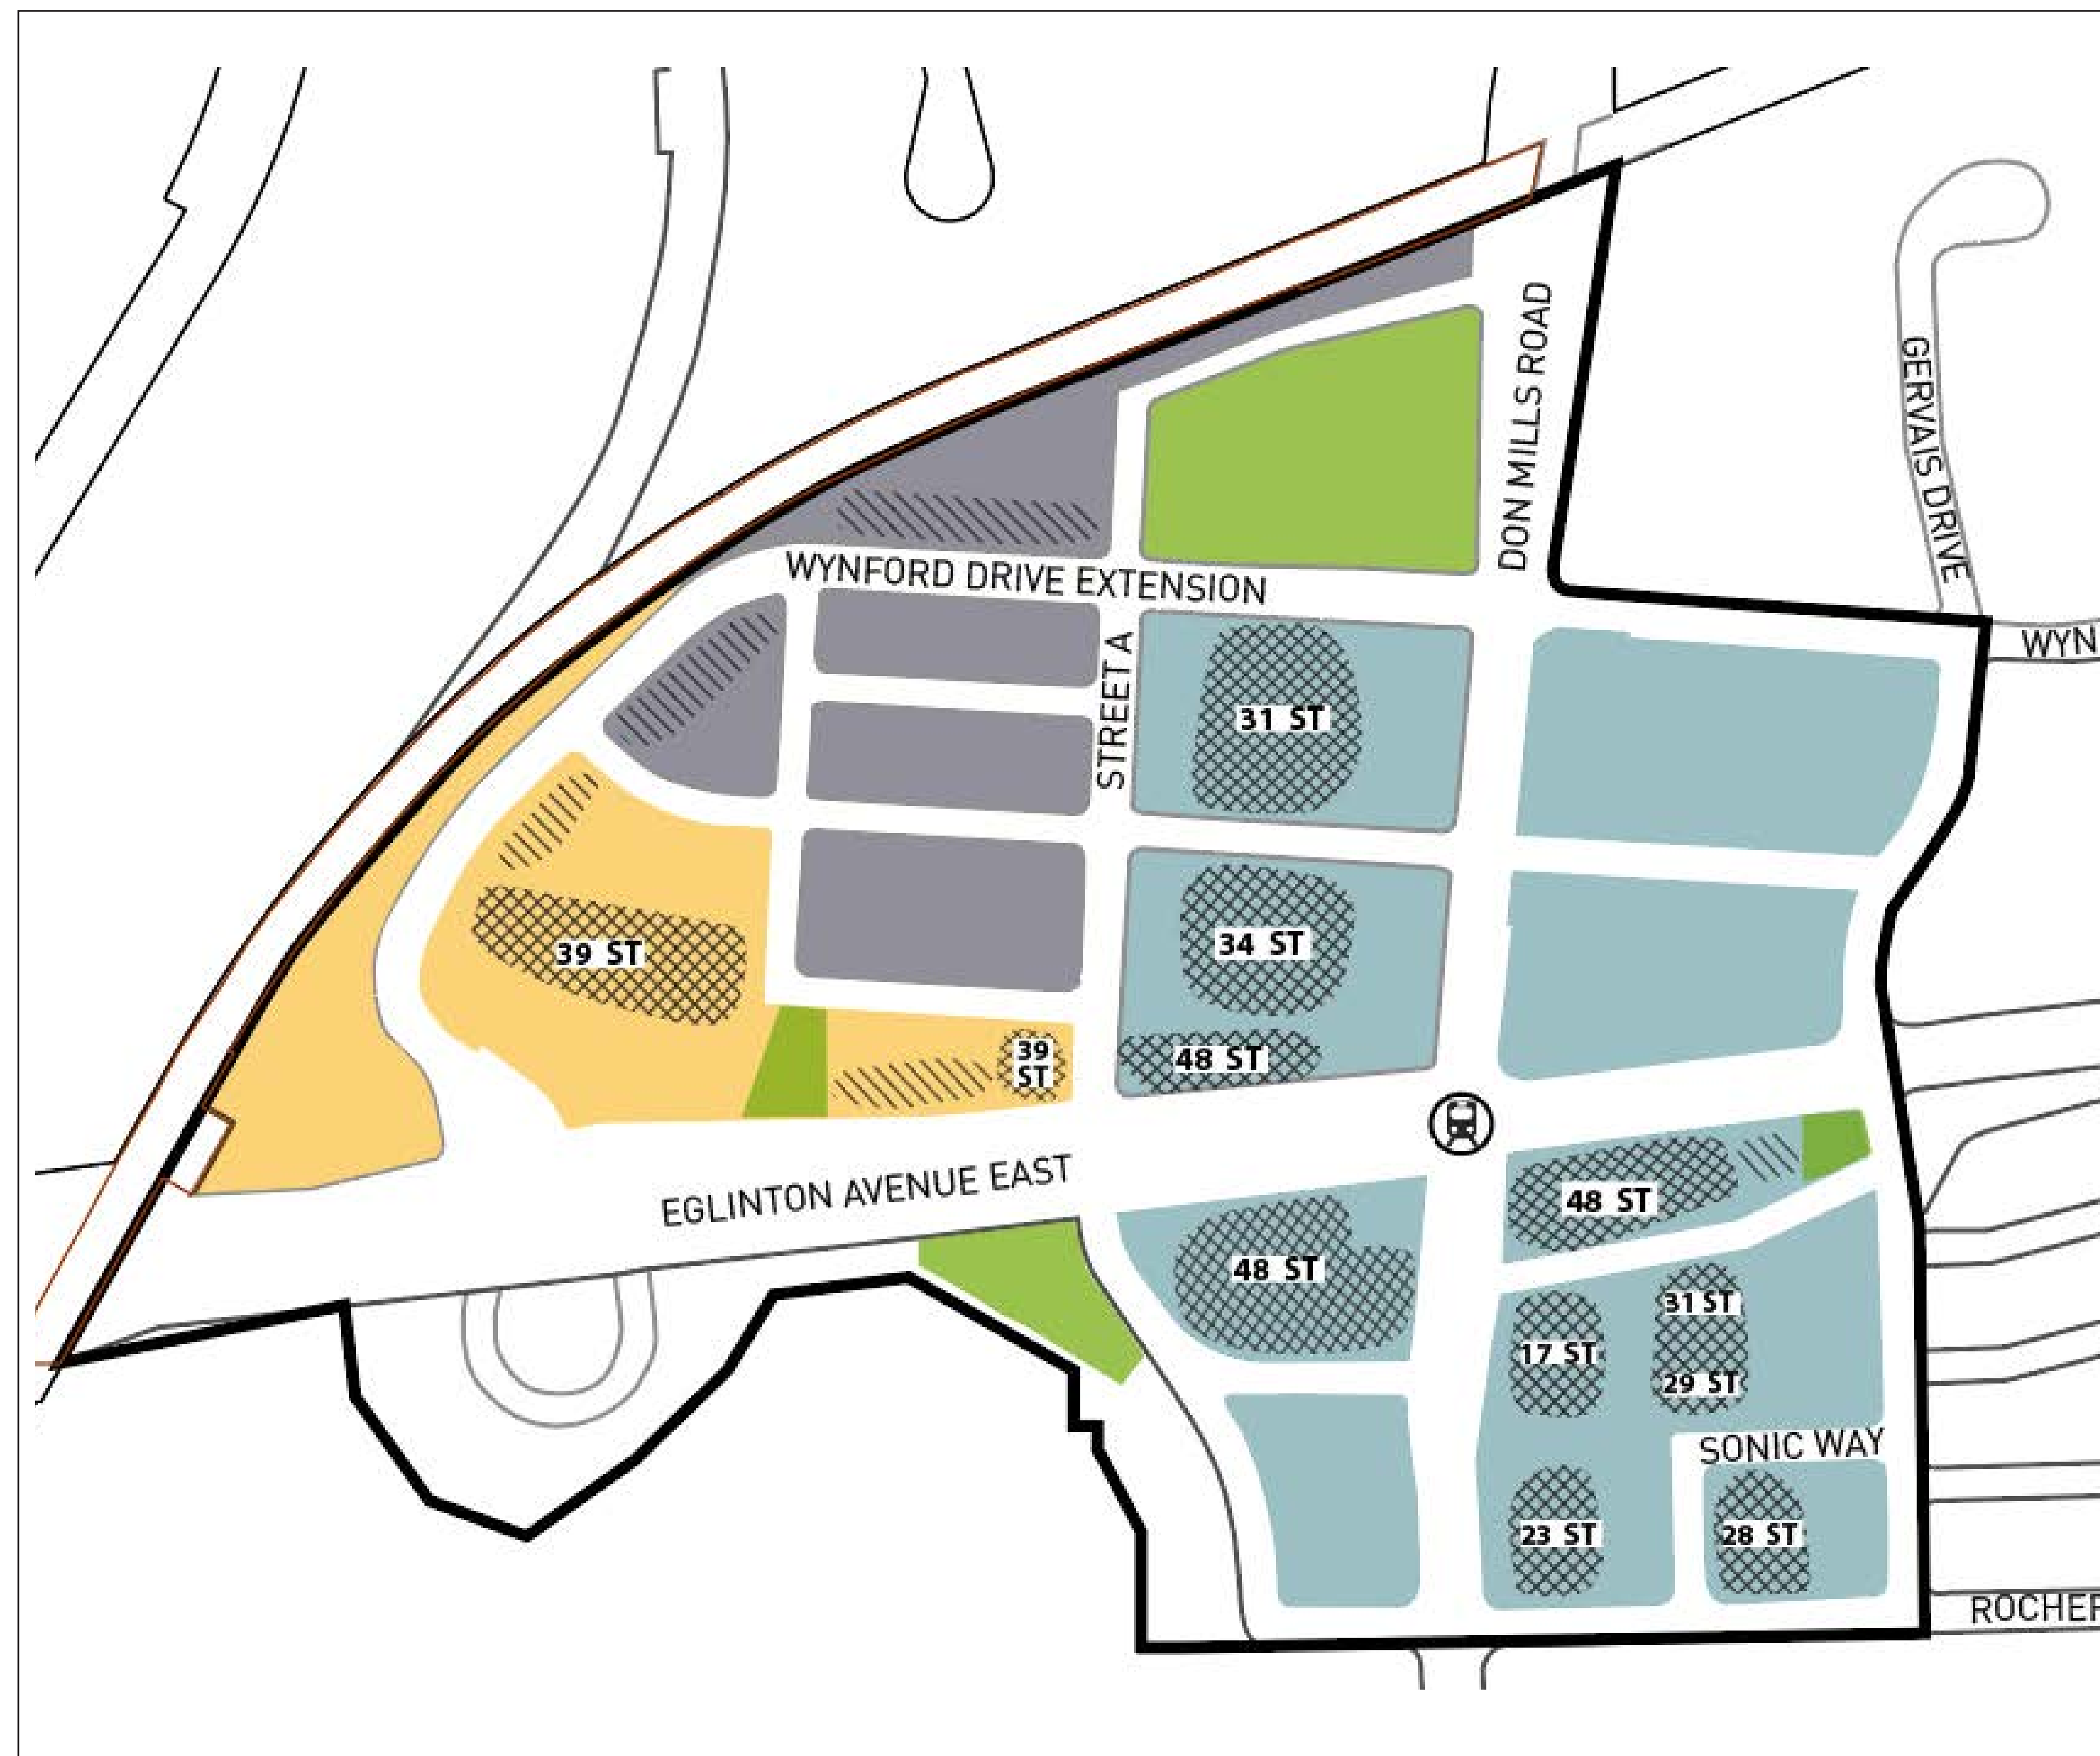 DON MILLS ROAD
GERVAIS DRIVE
WYNFORD DRIVE EXTENSION
WYN
STREET A
31 ST
34 ST
39 ST
39
ST
48 ST
EGLINTON AVENUE EAST
48 ST
48 ST
31 ST
17 ST
29 ST
SONIC WAY
23 ST
28 ST
ROCHER